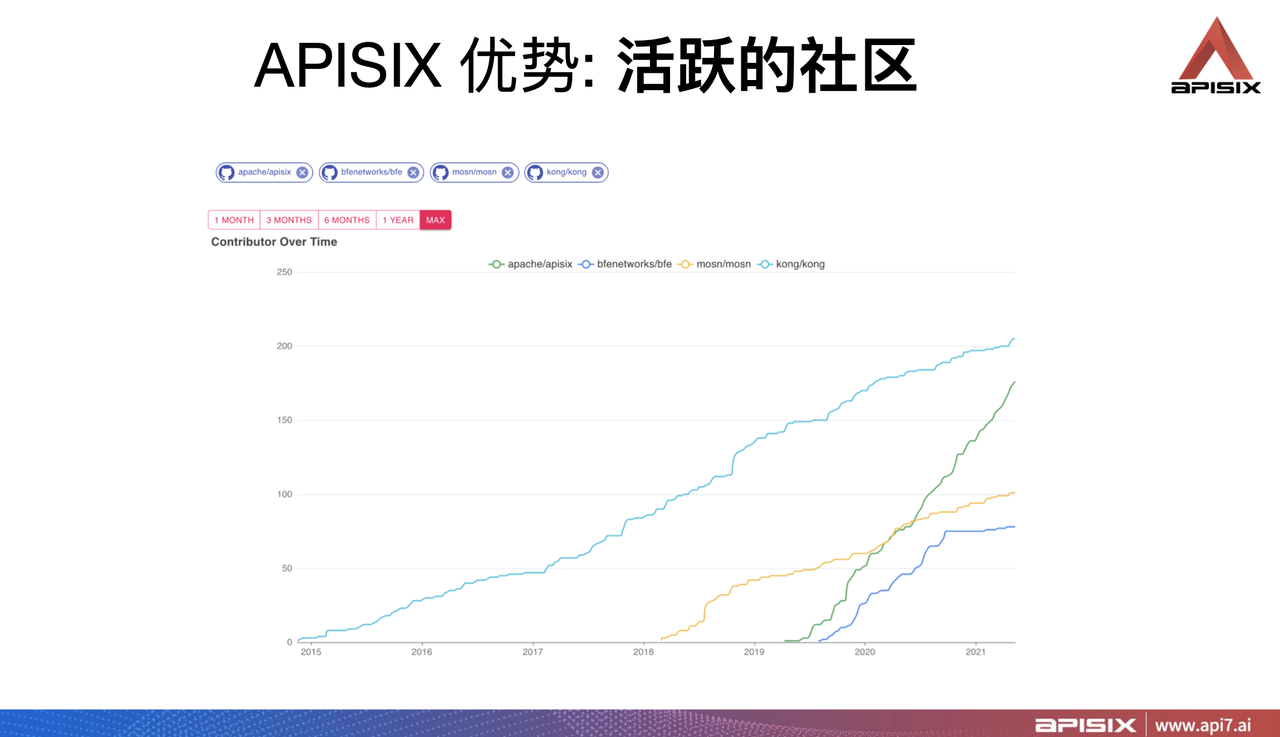 APISIX 优势: 活跃的社区
APISIX
apache/apisix bfenetworks/bfe mosn/mosn kong/kong
1 MONTH 3 MONTHS 6 MONTHS 1 YEAR MAX
Contributor Over Time
apache/apisix bfenetworks/bfe mosn/mosn kong/kong
250
200
150
100
50
0
2015 2016 2017 2018 2019 2020 2021
APISIX www.api7.ai